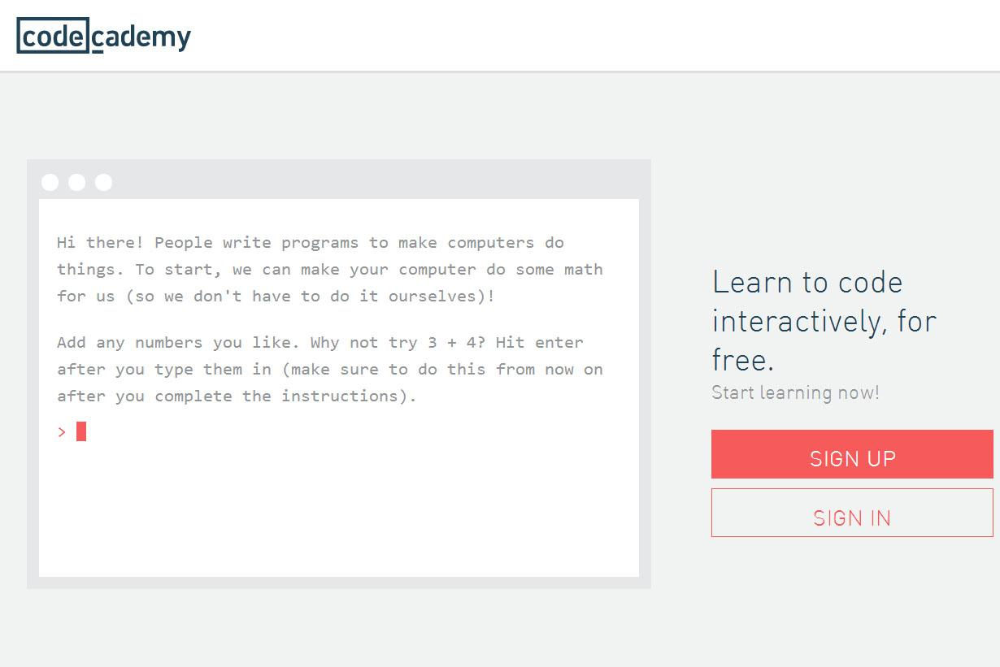 codecademy
Hi there! People write programs to make computers do
things. To start, we can make your computer do some math
for us (so we don't have to do it ourselves)!
Add any numbers you like. Why not try 3 + 4? Hit enter
after you type them in (make sure to do this from now on
after you complete the instructions).
>
Learn to code
interactively, for
free.
Start learning now!
SIGN UP
SIGN IN